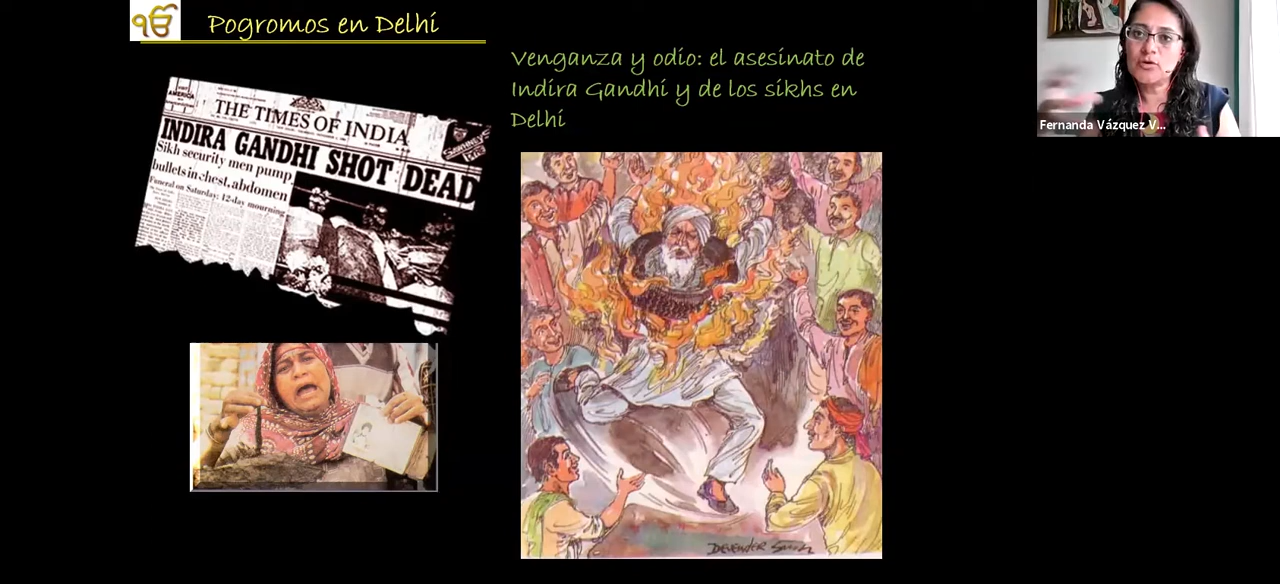 ੴ
Pogromos en Delhi
Venganza y odio: el asesinato de
Indira Gandhi y de los sikhs en
Delhi
THE TIMES OF INDIA
INDIRA GANDHI SHOT DEAD
Sikh security men pump
bullets in chest, abdomen
Funeral on Saturday: 12-day mourning
Fernanda Vázquez V...
DEVENDER SINGH